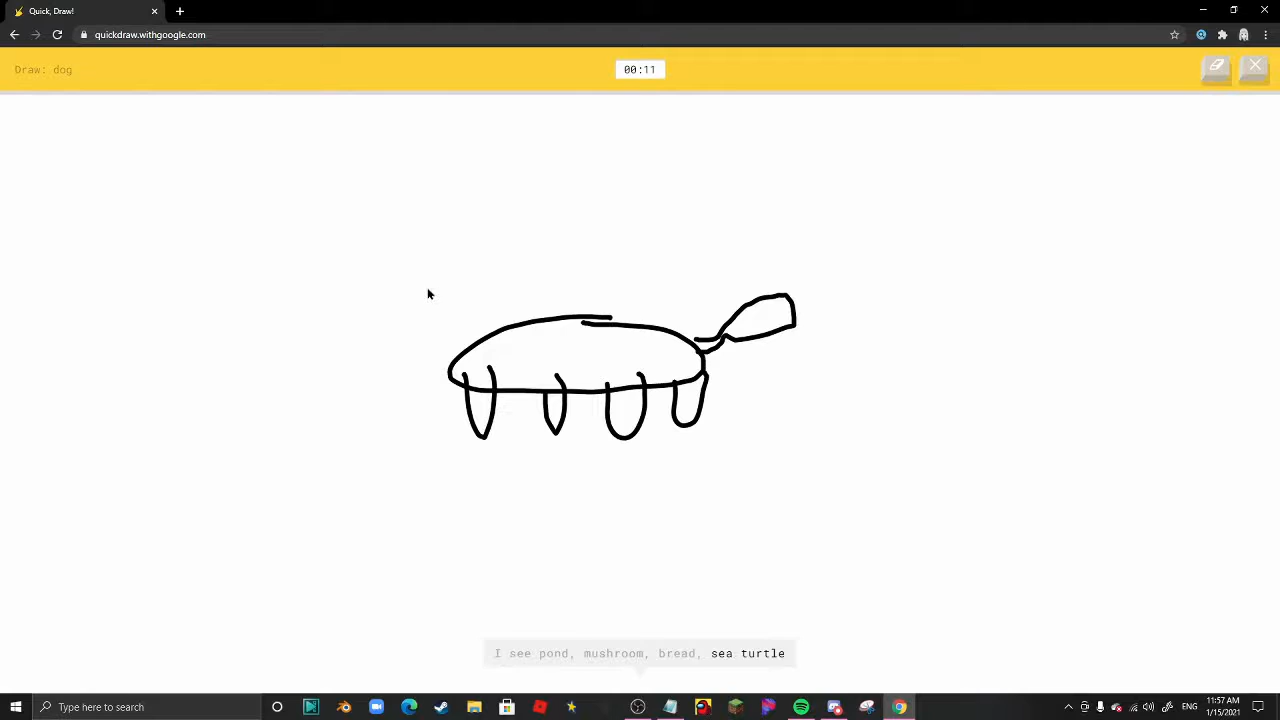 Quick, Draw!
quickdraw.withgoogle.com
Draw: dog
00:11
I see pond, mushroom, bread, sea turtle
Type here to search
ENG
11:57 AM
1/15/2021